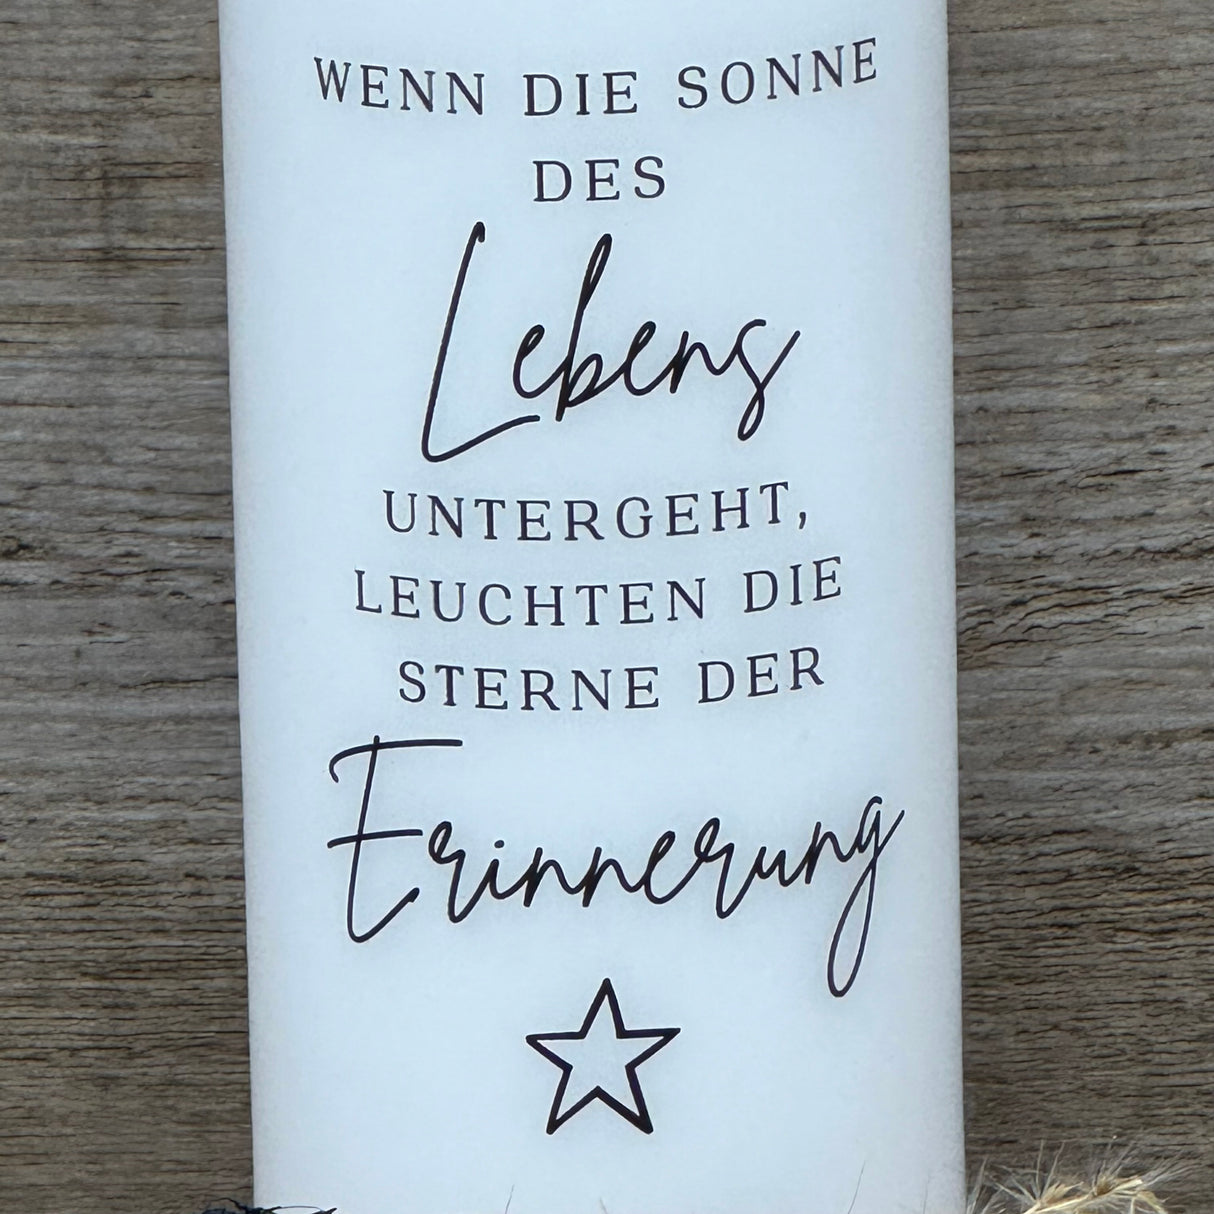 WENN DIE SONNE
DES
Lebens
UNTERGEHT,
LEUCHTEN DIE
STERNE DER
Erinnerung